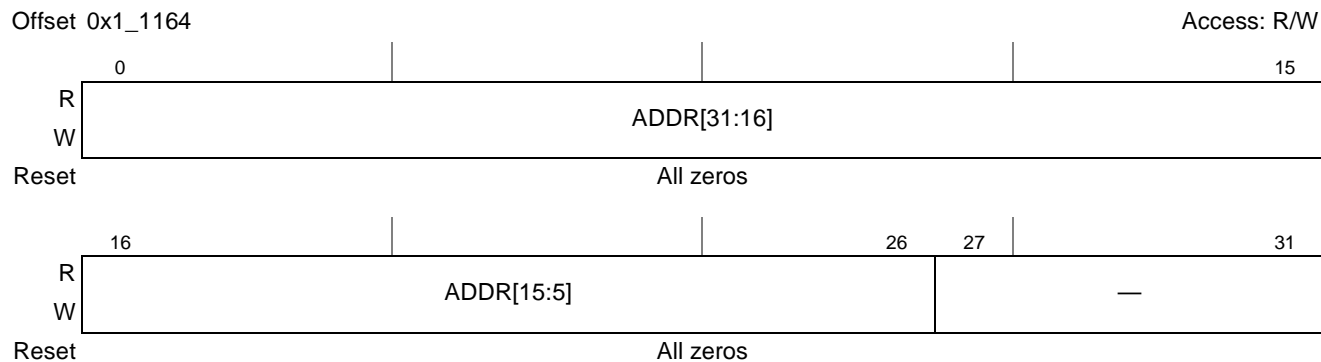 Offset 0x1_1164 Access: R/W
0 15
R
ADDR[31:16]
W
Reset All zeros
16 26 27 31
R
ADDR[15:5] —
W
Reset All zeros